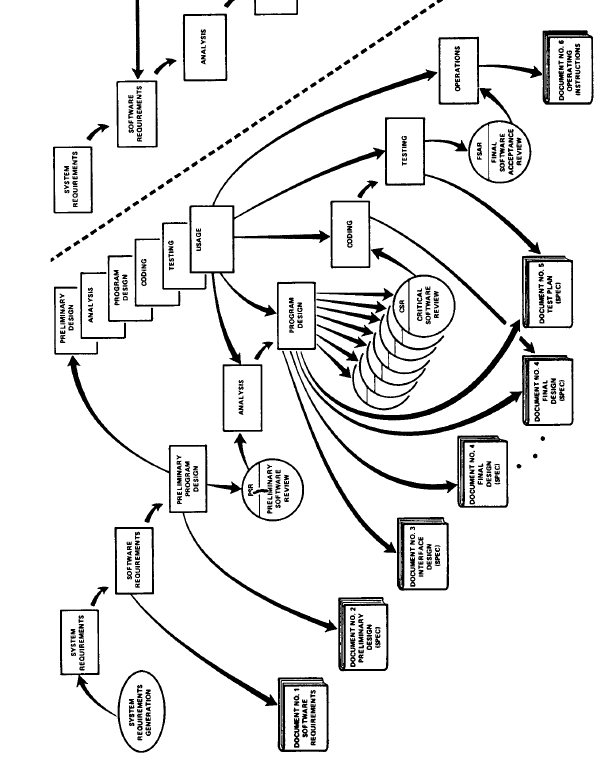 SYSTEM
REQUIREMENTS
GENERATION
SYSTEM
REQUIREMENTS
SOFTWARE
REQUIREMENTS
PRELIMINARY
PROGRAM
DESIGN
PRELIMINARY
SOFTWARE
REVIEW
ANALYSIS
PROGRAM
DESIGN
CSR
CRITICAL
SOFTWARE
REVIEW
CODING
TESTING
FSAR
FINAL
SOFTWARE
ACCEPTANCE
REVIEW
OPERATIONS
PRELIMINARY
DESIGN
ANALYSIS
PROGRAM
DESIGN
CODING
TESTING
USAGE
DOCUMENT NO. 1
SOFTWARE
REQUIREMENTS
DOCUMENT NO. 2
PRELIMINARY
DESIGN
(SPEC)
DOCUMENT NO. 3
INTERFACE
DESIGN
(SPEC)
DOCUMENT NO. 4
FINAL
DESIGN
(SPEC)
DOCUMENT NO. 4
FINAL
DESIGN
(SPEC)
DOCUMENT NO. 5
TEST PLAN
(SPEC)
DOCUMENT NO. 6
OPERATING
INSTRUCTIONS
SYSTEM
REQUIREMENTS
SOFTWARE
REQUIREMENTS
ANALYSIS